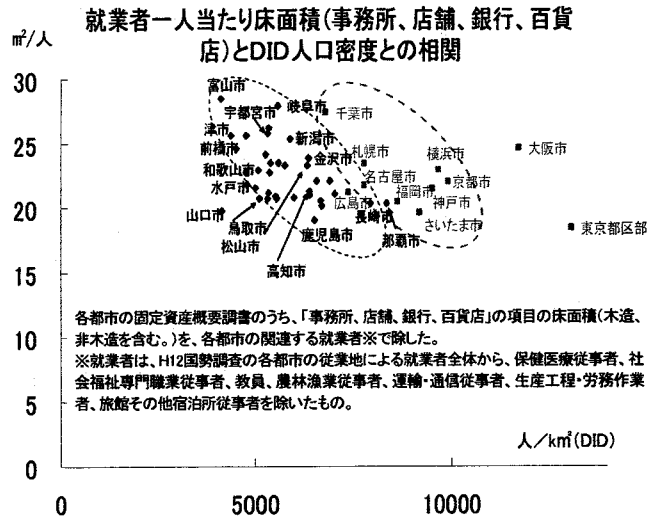 就業者一人当たり床面積(事務所、店舗、銀行、百貨
店)とDID人口密度との相関
㎡/人
30
25
20
15
10
5
0
0
5000
10000
人/k㎡(DID)
富山市
岐阜市
千葉市
宇都宮市
津市
新潟市
前橋市
金沢市
札幌市
横浜市
大阪市
和歌山市
名古屋市
京都市
水戸市
広島市
福岡市
神戸市
山口市
鳥取市
長崎市
さいたま市
東京都区部
松山市
鹿児島市
那覇市
高知市
各都市の固定資産概要調書のうち、「事務所、店舗、銀行、百貨店」の項目の床面積(木造、
非木造を含む。)を、各都市の関連する就業者※で除した。
※就業者は、H12国勢調査の各都市の従業地による就業者全体から、保健医療従事者、社
会福祉専門職業従事者、教員、農林漁業従事者、運輸・通信従事者、生産工程・労務作業
者、旅館その他宿泊所従事者を除いたもの。